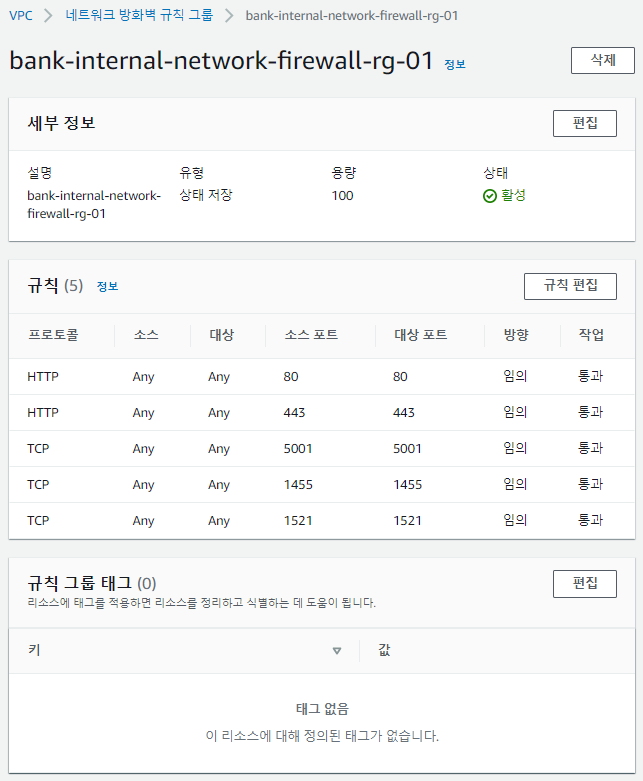 VPC > 네트워크 방화벽 규칙 그룹 > bank-internal-network-firewall-rg-01
bank-internal-network-firewall-rg-01 정보 삭제
세부 정보 편집
설명 유형 용량 상태
bank-internal-network- 상태 저장 100 활성
firewall-rg-01
규칙 (5) 정보 규칙 편집
프로토콜 소스 대상 소스 포트 대상 포트 방향 작업
HTTP Any Any 80 80 임의 통과
HTTP Any Any 443 443 임의 통과
TCP Any Any 5001 5001 임의 통과
TCP Any Any 1455 1455 임의 통과
TCP Any Any 1521 1521 임의 통과
규칙 그룹 태그 (0) 편집
리소스에 태그를 적용하면 리소스를 정리하고 식별하는 데 도움이 됩니다.
키 값
태그 없음
이 리소스에 대해 정의된 태그가 없습니다.